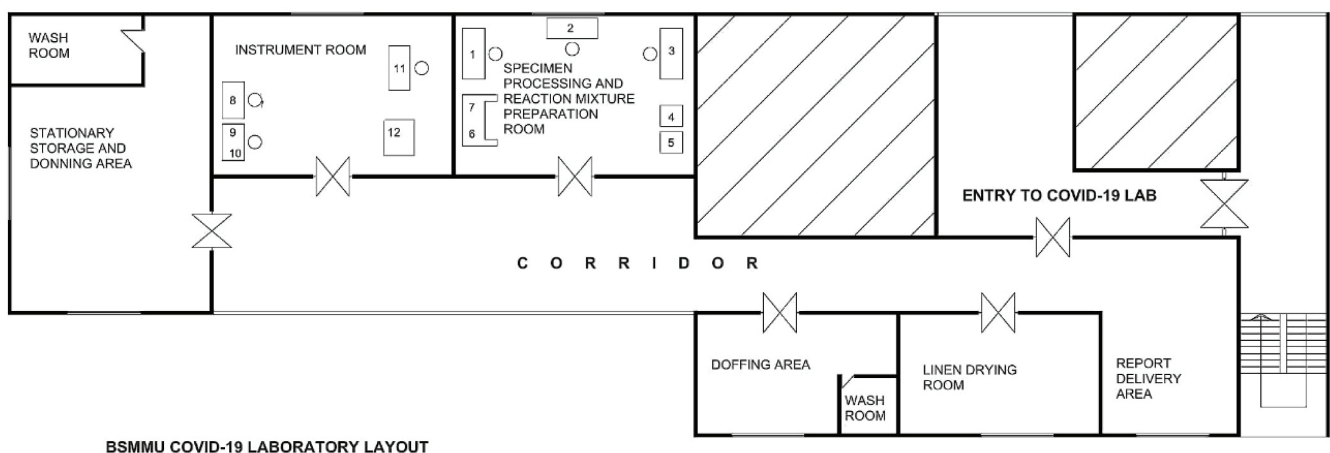 WASH
ROOM
INSTRUMENT ROOM
STATIONARY
STORAGE AND
DONNING AREA
8
9
10
11
12
1
2
3
SPECIMEN
PROCESSING AND
REACTION MIXTURE
PREPARATION
ROOM
7
6
4
5
ENTRY TO COVID-19 LAB
C O R R I D O R
DOFFING AREA
WASH
ROOM
LINEN DRYING
ROOM
REPORT
DELIVERY
AREA
BSMMU COVID-19 LABORATORY LAYOUT